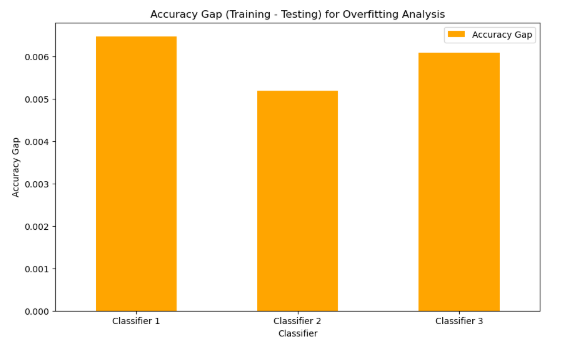 Accuracy Gap (Training - Testing) for Overfitting Analysis
Accuracy Gap
0.006
0.005
0.004
0.003
0.002
0.001
0.000
Accuracy Gap
Classifier 1
Classifier 2
Classifier 3
Classifier